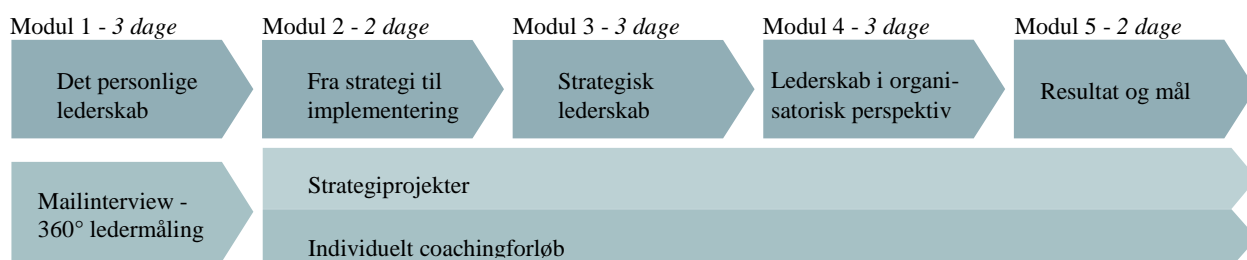 Modul 1 - 3 dage
Modul 2 - 2 dage
Modul 3 - 3 dage
Modul 4 - 3 dage
Modul 5 - 2 dage
Det personlige
lederskab
Fra strategi til
implementering
Strategisk
lederskab
Lederskab i organi-
satorisk perspektiv
Resultat og mål
Mailinterview -
360° ledermåling
Strategiprojekter
Individuelt coachingforløb